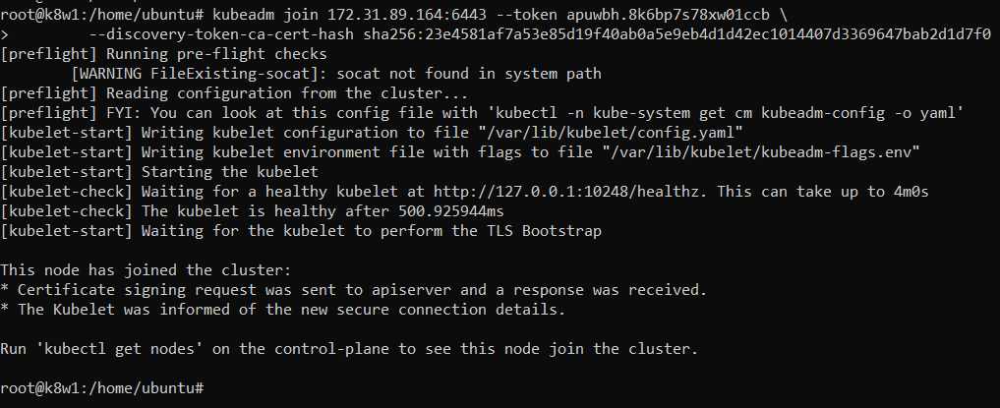 root@k8w1:/home/ubuntu# kubeadm join 172.31.89.164:6443 --token apuwbh.8k6bp7s78xw01ccb \
>         --discovery-token-ca-cert-hash sha256:23e4581af7a53e85d19f40ab0a5e9eb4d1d42ec1014407d3369647bab2d1d7f0
[preflight] Running pre-flight checks
        [WARNING FileExisting-socat]: socat not found in system path
[preflight] Reading configuration from the cluster...
[preflight] FYI: You can look at this config file with 'kubectl -n kube-system get cm kubeadm-config -o yaml'
[kubelet-start] Writing kubelet configuration to file "/var/lib/kubelet/config.yaml"
[kubelet-start] Writing kubelet environment file with flags to file "/var/lib/kubelet/kubeadm-flags.env"
[kubelet-start] Starting the kubelet
[kubelet-check] Waiting for a healthy kubelet at http://127.0.0.1:10248/healthz. This can take up to 4m0s
[kubelet-check] The kubelet is healthy after 500.925944ms
[kubelet-start] Waiting for the kubelet to perform the TLS Bootstrap

This node has joined the cluster:
* Certificate signing request was sent to apiserver and a response was received.
* The Kubelet was informed of the new secure connection details.

Run 'kubectl get nodes' on the control-plane to see this node join the cluster.

root@k8w1:/home/ubuntu#